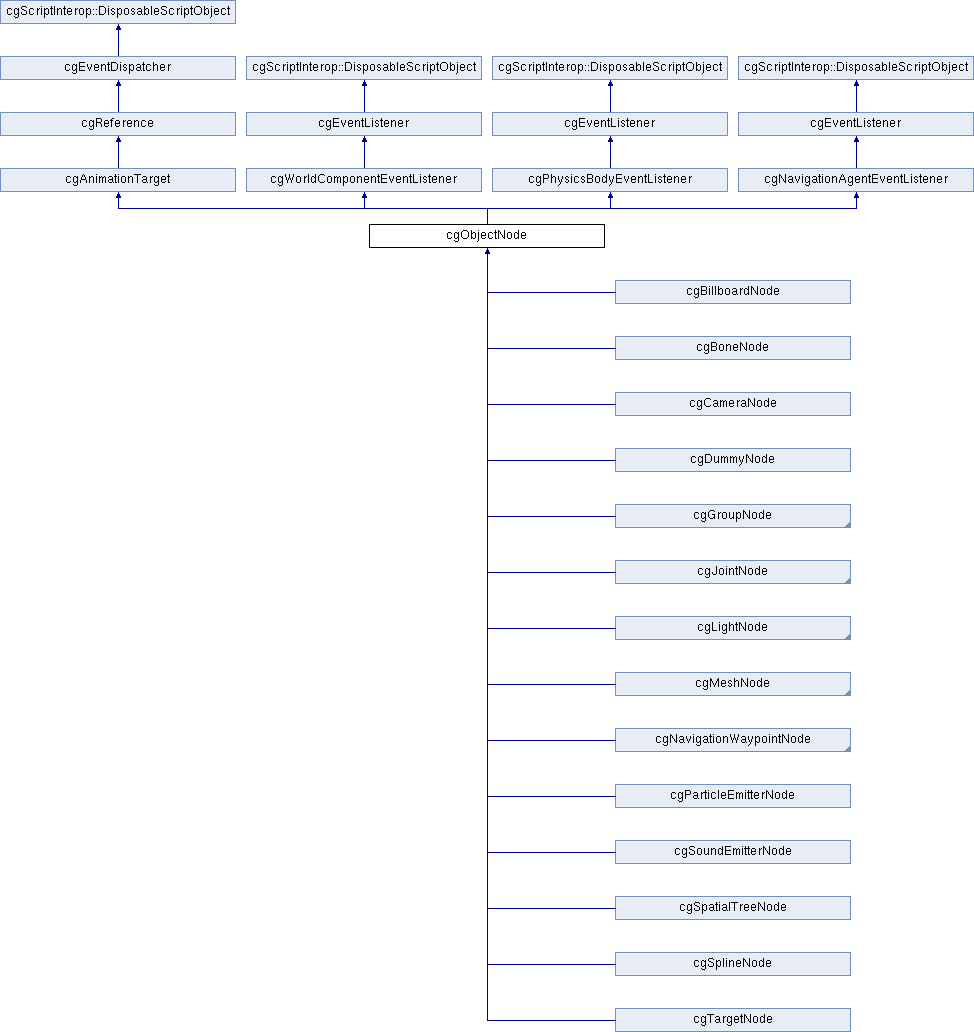 cgScriptInterop::DisposableScriptObject
cgEventDispatcher
cgScriptInterop::DisposableScriptObject
cgScriptInterop::DisposableScriptObject
cgScriptInterop::DisposableScriptObject
cgReference
cgEventListener
cgEventListener
cgEventListener
cgAnimationTarget
cgWorldComponentEventListener
cgPhysicsBodyEventListener
cgNavigationAgentEventListener
cgObjectNode
cgBillboardNode
cgBoneNode
cgCameraNode
cgDummyNode
cgGroupNode
cgJointNode
cgLightNode
cgMeshNode
cgNavigationWaypointNode
cgParticleEmitterNode
cgSoundEmitterNode
cgSpatialTreeNode
cgSplineNode
cgTargetNode